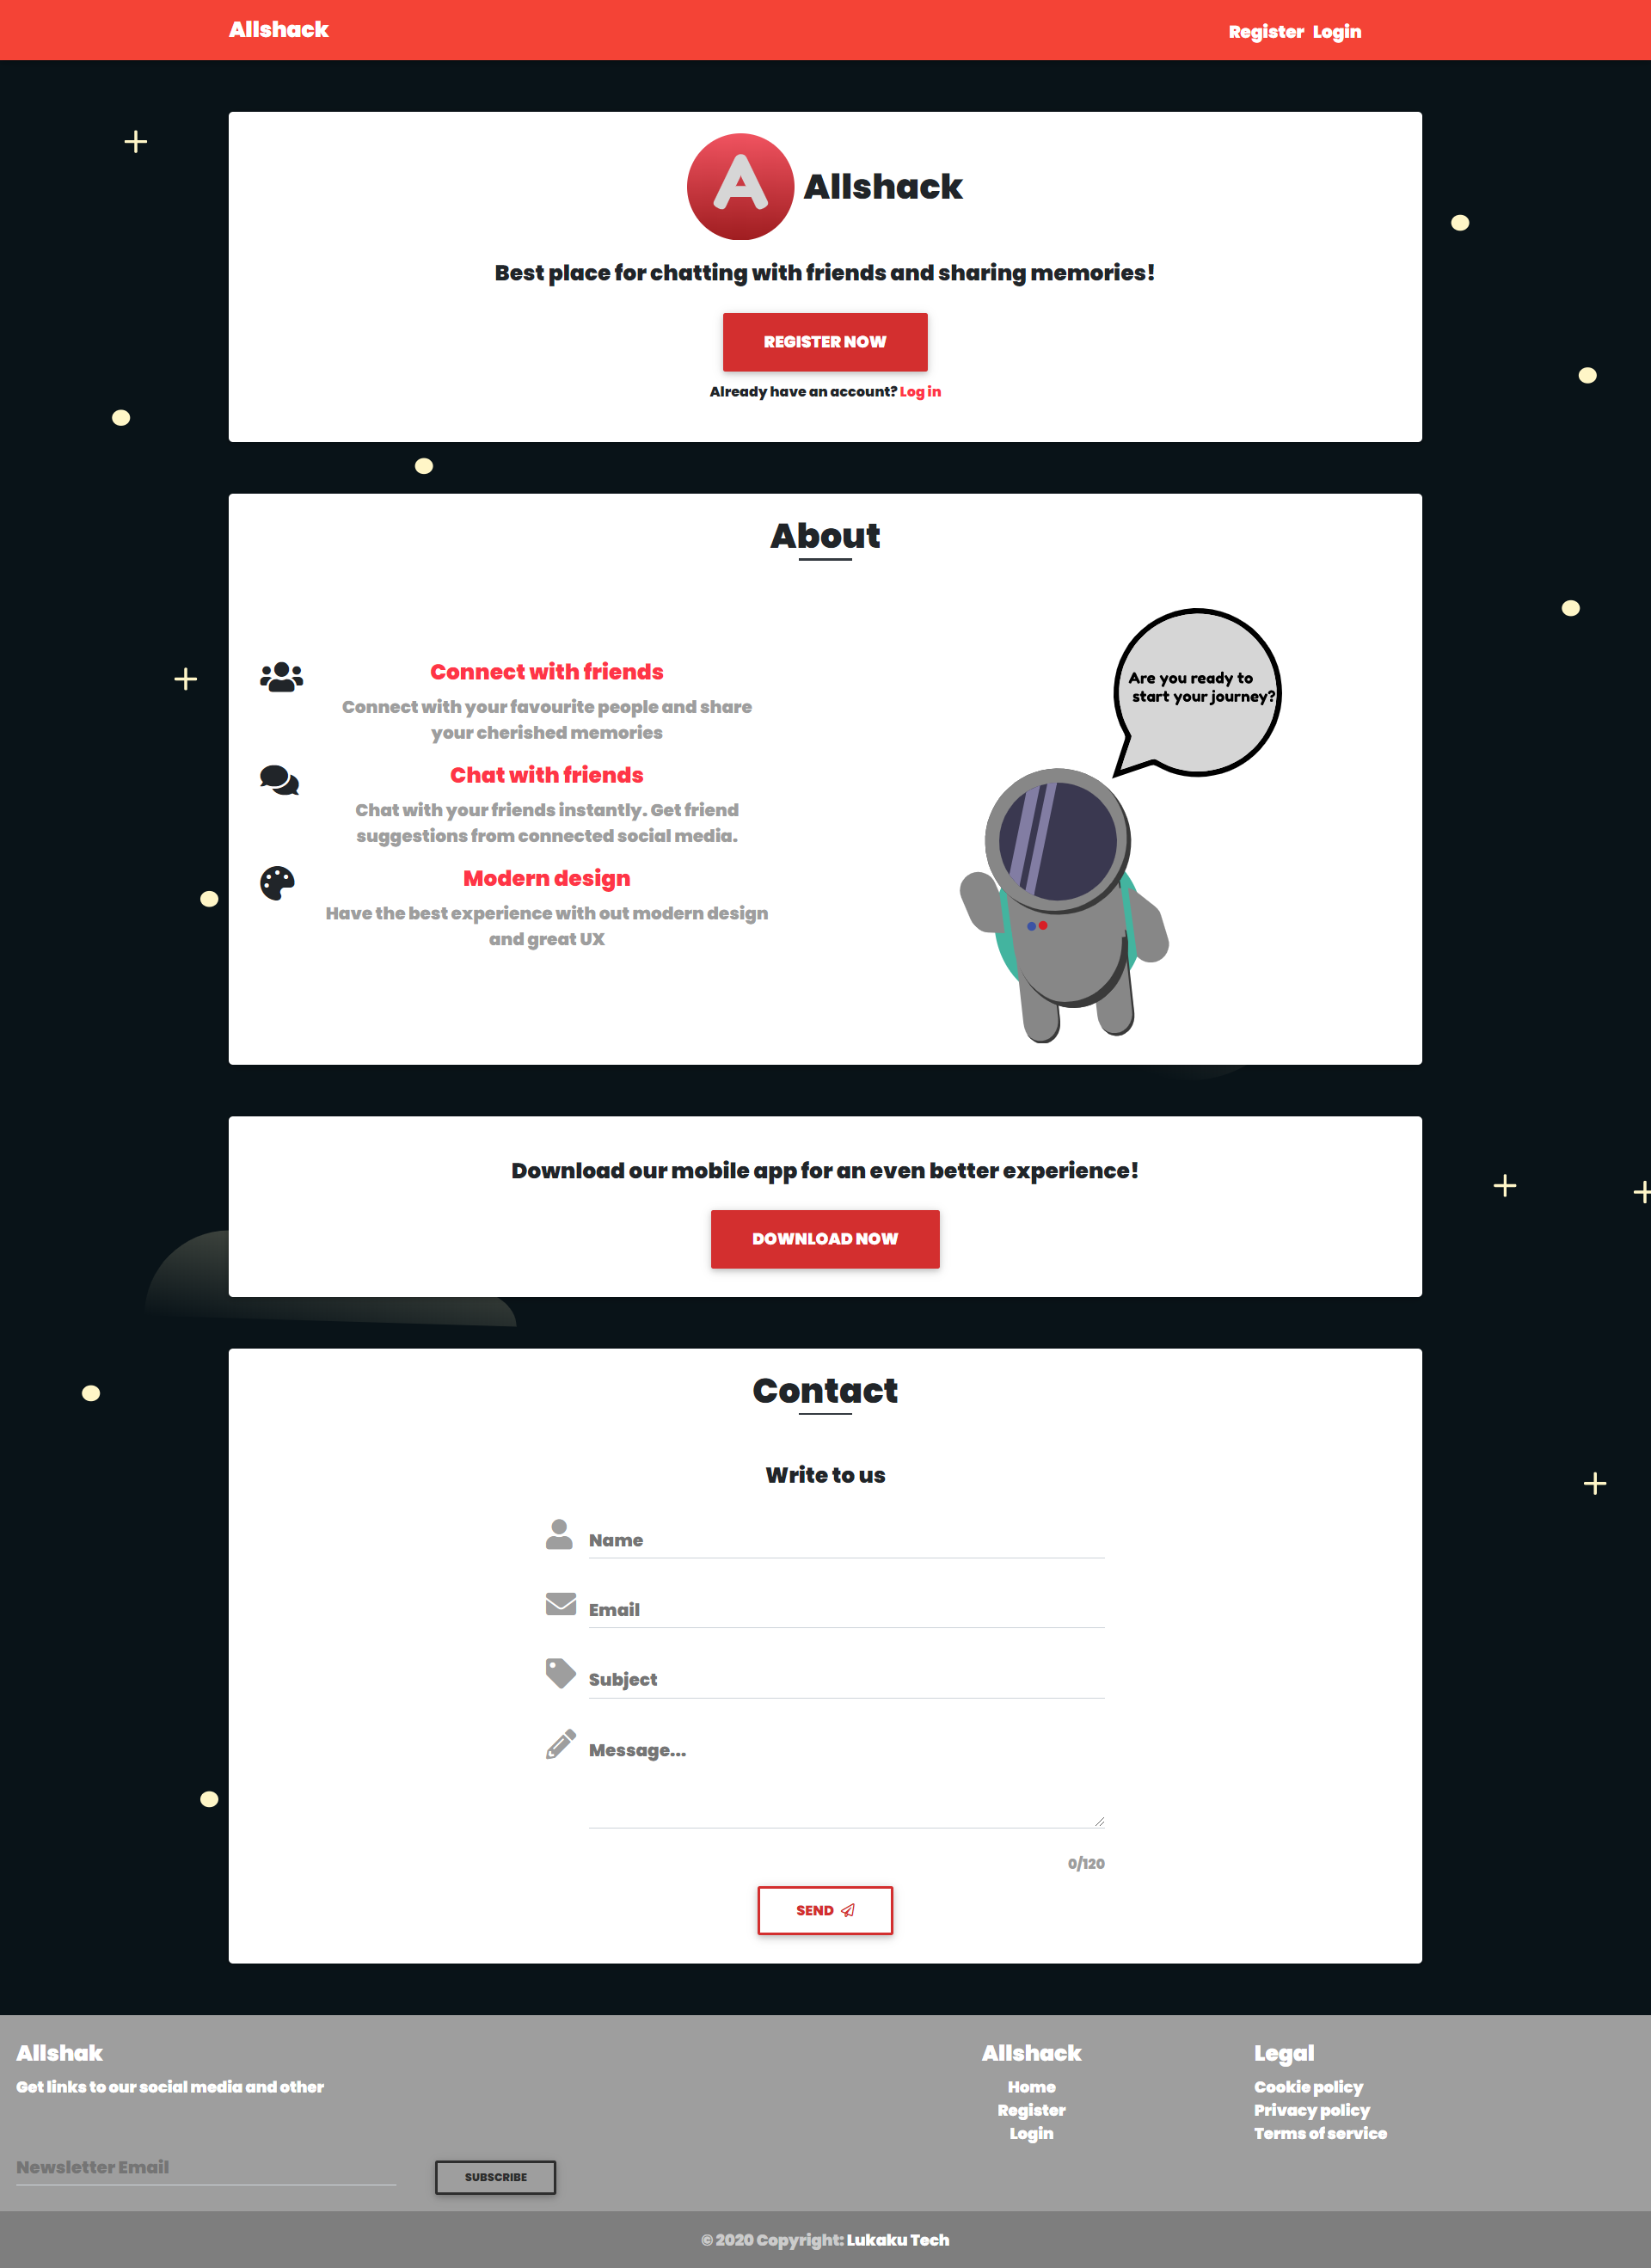 Allshack
Register Login
A Allshack
Best place for chatting with friends and sharing memories!
REGISTER NOW
Already have an account? Log in
About
Connect with friends
Connect with your favourite people and share
your cherished memories
Chat with friends
Chat with your friends instantly. Get friend
suggestions from connected social media.
Modern design
Have the best experience with out modern design
and great UX
Are you ready to
start your journey?
Download our mobile app for an even better experience!
DOWNLOAD NOW
Contact
Write to us
Name
Email
Subject
Message...
0/120
SEND
Allshak
Get links to our social media and other
Newsletter Email
SUBSCRIBE
Allshack
Home
Register
Login
Legal
Cookie policy
Privacy policy
Terms of service
© 2020 Copyright: Lukaku Tech